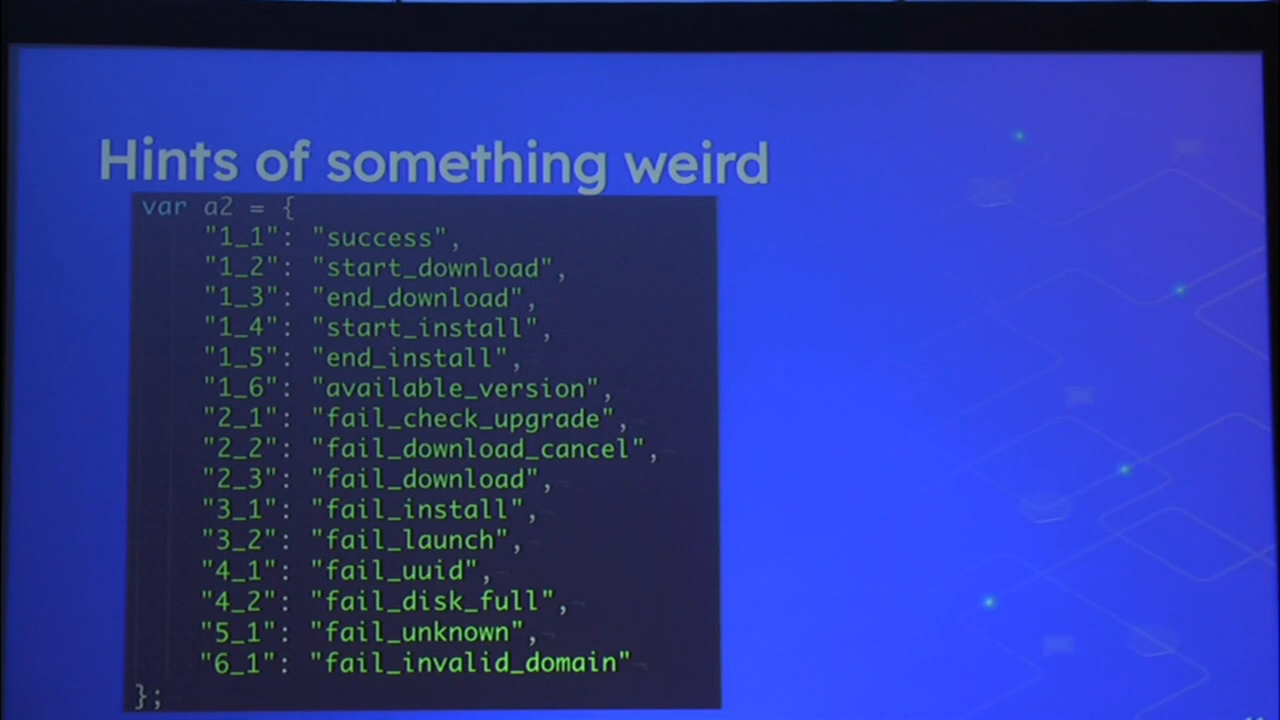 Hints of something weird
var a2 = {
"1_1": "success",
"1_2": "start_download",
"1_3": "end_download",
"1_4": "start_install",
"1_5": "end_install",
"1_6": "available_version",
"2_1": "fail_check_upgrade",
"2_2": "fail_download_cancel",
"2_3": "fail_download",
"3_1": "fail_install",
"3_2": "fail_launch",
"4_1": "fail_uuid",
"4_2": "fail_disk_full",
"5_1": "fail_unknown",
"6_1": "fail_invalid_domain"
};